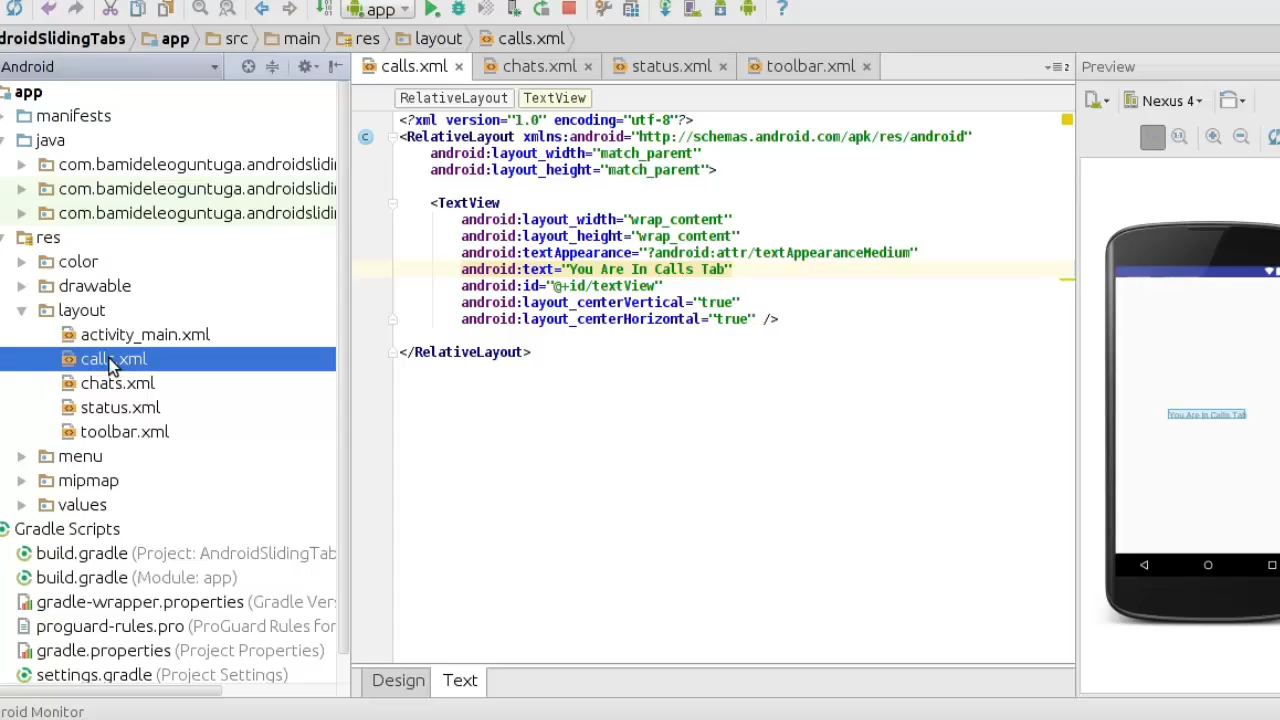 app
droidSlidingTabs app src main res layout calls.xml
Android
calls.xml chats.xml status.xml toolbar.xml 2 Preview
app
manifests
java
com.bamideleoguntuga.androidslidi
com.bamideleoguntuga.androidslidin
com.bamideleoguntuga.androidslidin
res
color
drawable
layout
activity_main.xml
calls.xml
chats.xml
status.xml
toolbar.xml
menu
mipmap
values
Gradle Scripts
build.gradle (Project: AndroidSlidingTab
build.gradle (Module: app)
gradle-wrapper.properties (Gradle Ver
proguard-rules.pro (ProGuard Rules for
gradle.properties (Project Properties)
settings.gradle (Project Settings)
RelativeLayout TextView
<?xml version="1.0" encoding="utf-8"?>
<RelativeLayout xmlns:android="http://schemas.android.com/apk/res/android"
android:layout_width="match_parent"
android:layout_height="match_parent">
<TextView
android:layout_width="wrap_content"
android:layout_height="wrap_content"
android:textAppearance="?android:attr/textAppearanceMedium"
android:text="You Are In Calls Tab"
android:id="@+id/textView"
android:layout_centerVertical="true"
android:layout_centerHorizontal="true" />
</RelativeLayout>
Design Text
Nexus 4
You Are In Calls Tab
roid Monitor